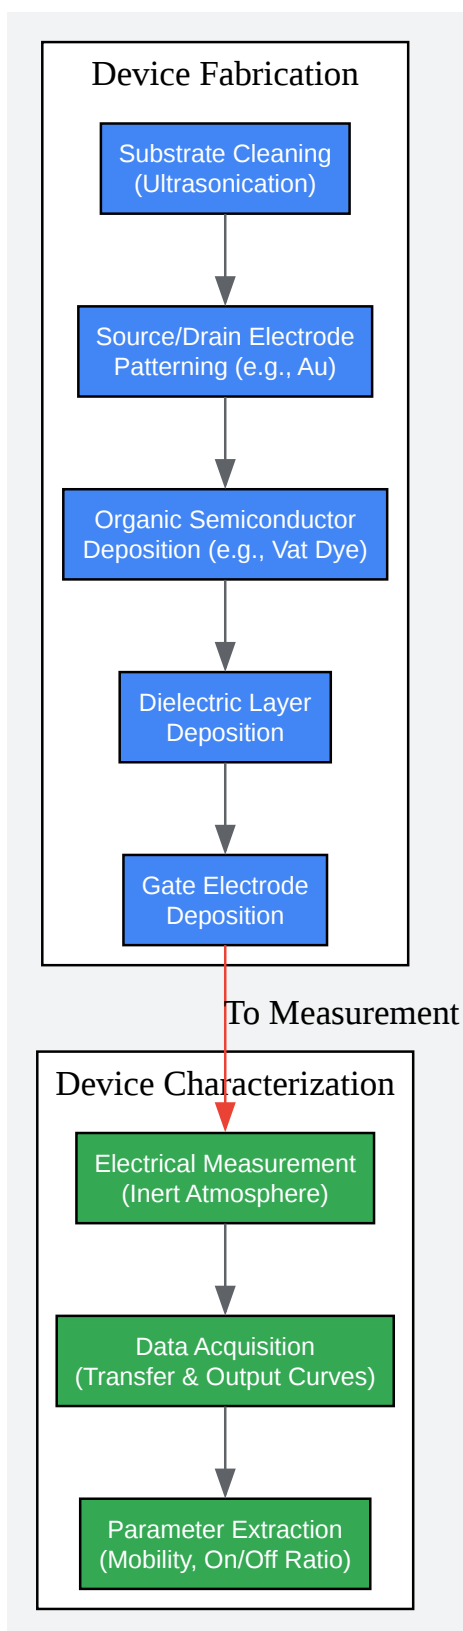 Device Fabrication
Substrate Cleaning
(Ultrasonication)
Source/Drain Electrode
Patterning (e.g., Au)
Organic Semiconductor
Deposition (e.g., Vat Dye)
Dielectric Layer
Deposition
Gate Electrode
Deposition
To Measurement
Device Characterization
Electrical Measurement
(Inert Atmosphere)
Data Acquisition
(Transfer & Output Curves)
Parameter Extraction
(Mobility, On/Off Ratio)